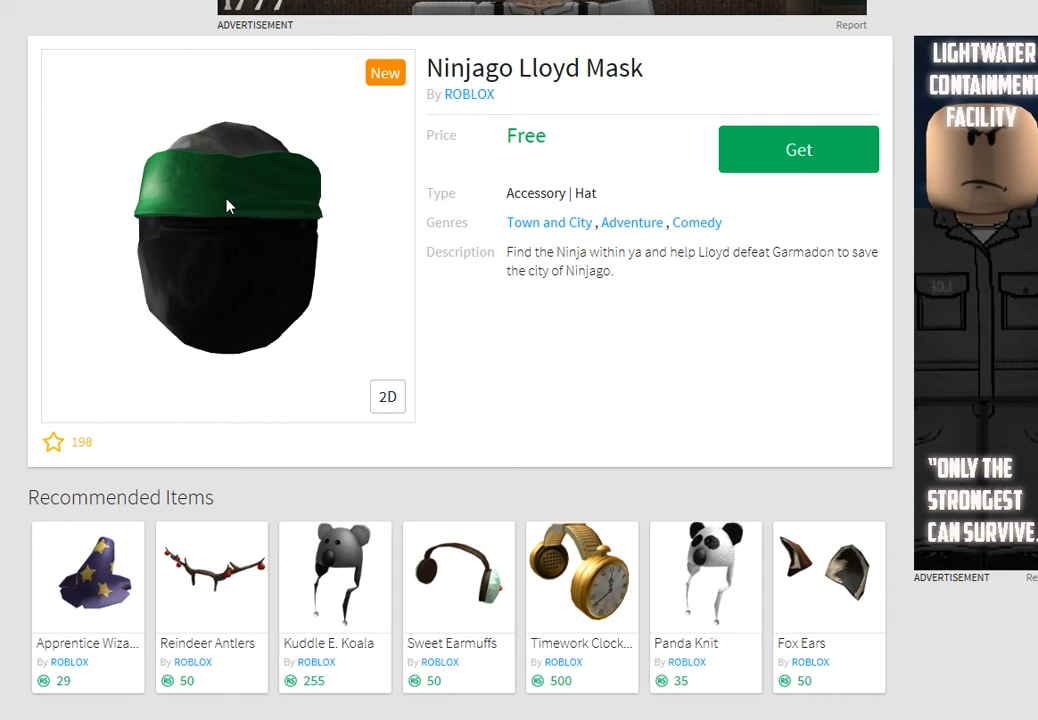 ADVERTISEMENT
Report
New
Ninjago Lloyd Mask
By ROBLOX
Price
Free
Get
Type
Accessory | Hat
Genres
Town and City , Adventure , Comedy
Description
Find the Ninja within ya and help Lloyd defeat Garmadon to save
the city of Ninjago.
2D
198
LIGHTWATER
CONTAINMENT
FACILITY
"ONLY THE
STRONGEST
CAN SURVIVE.
ADVERTISEMENT
Re
Recommended Items
Apprentice Wiza...
By ROBLOX
R$ 29
Reindeer Antlers
By ROBLOX
R$ 50
Kuddle E. Koala
By ROBLOX
R$ 255
Sweet Earmuffs
By ROBLOX
R$ 50
Timework Clock...
By ROBLOX
R$ 500
Panda Knit
By ROBLOX
R$ 35
Fox Ears
By ROBLOX
R$ 50